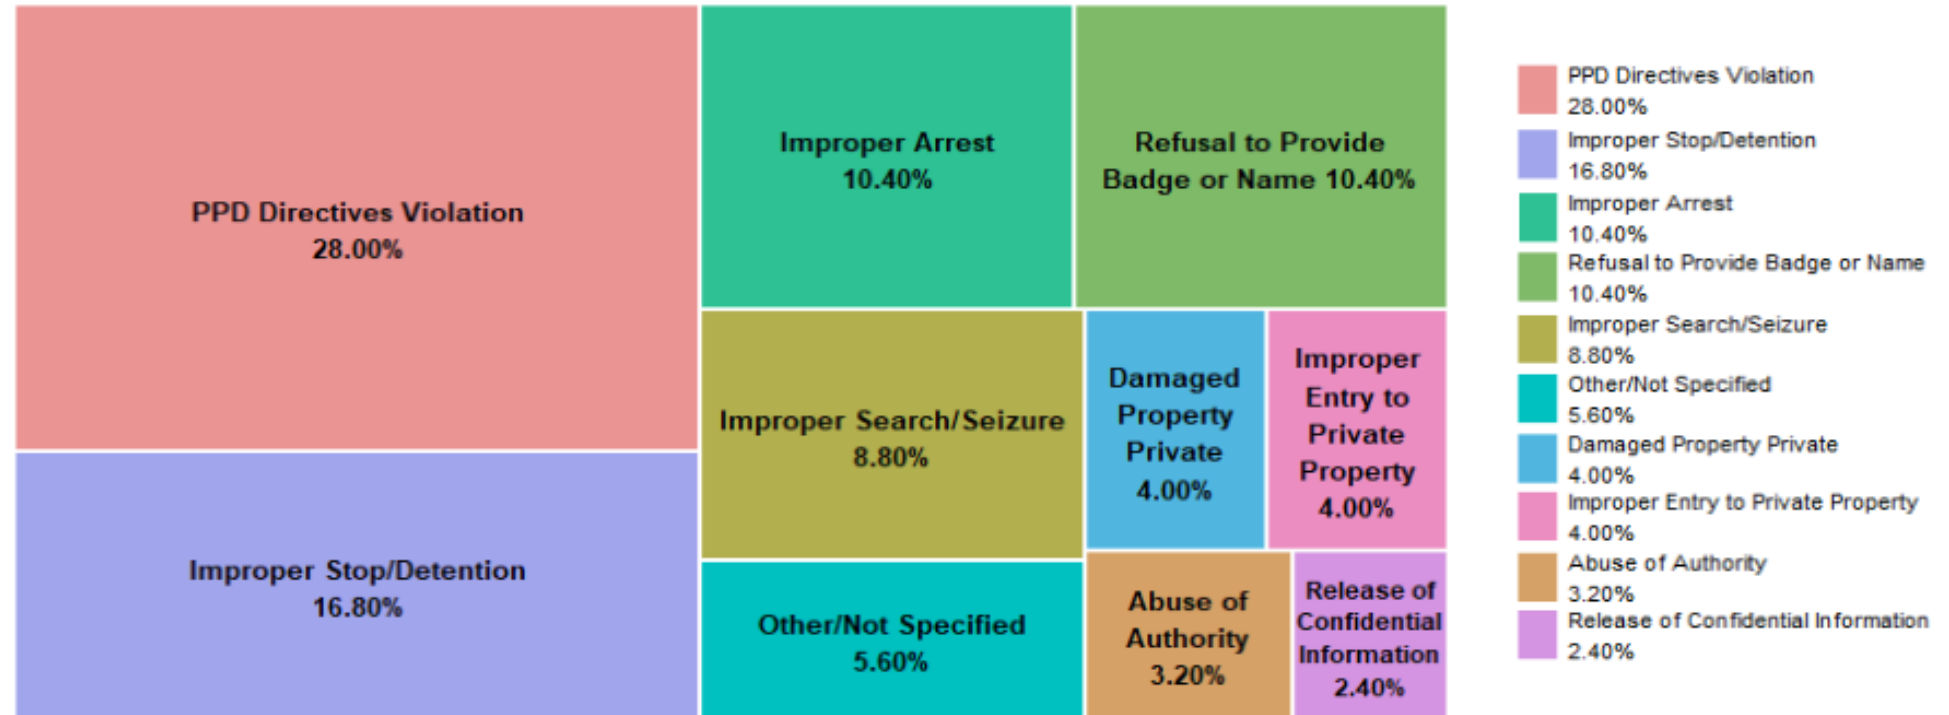 PPD Directives Violation
28.00%
Improper Stop/Detention
16.80%
Improper Arrest
10.40%
Refusal to Provide
Badge or Name 10.40%
Improper Search/Seizure
8.80%
Other/Not Specified
5.60%
Damaged
Property
Private
4.00%
Improper
Entry to
Private
Property
4.00%
Abuse of
Authority
3.20%
Release of
Confidential
Information
2.40%
PPD Directives Violation
28.00%
Improper Stop/Detention
16.80%
Improper Arrest
10.40%
Refusal to Provide Badge or Name
10.40%
Improper Search/Seizure
8.80%
Other/Not Specified
5.60%
Damaged Property Private
4.00%
Improper Entry to Private Property
4.00%
Abuse of Authority
3.20%
Release of Confidential Information
2.40%